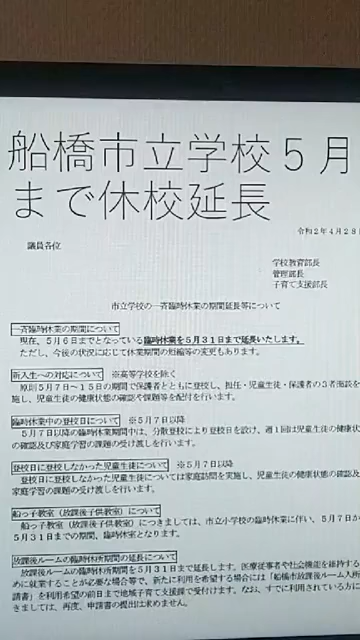 船橋市立学校５月
まで休校延長
令和２年４月２８日
議員各位
学校教育部長
管理部長
子育て支援部長
市立学校の一斉臨時休業の期間延長等について
一斉臨時休業の期間について
現在、５月６日までとなっている臨時休業を５月３１日まで延長いたします。
ただし、今後の状況に応じて休業期間の短縮等の変更もあります。
新入生への対応について　※高等学校を除く
原則５月７日～１５日の期間で保護者とともに登校し、担任・児童生徒・保護者の３者面談を
施し、児童生徒の健康状態の確認や課題等を配付を行います。
臨時休業中の登校日について　※５月７日以降
５月７日以降の臨時休業期間中は、分散登校により登校日を設け、週１回は児童生徒の健康状態
の確認及び家庭学習の課題の受け渡しを行います。
登校日に登校しなかった児童生徒について　※５月７日以降
登校日に登校しなかった児童生徒については家庭訪問を実施し、児童生徒の健康状態の確認及
家庭学習の課題の受け渡しを行います。
船っ子教室（放課後子供教室）について
船っ子教室（放課後子供教室）につきましては、市立小学校の臨時休業に伴い、５月７日か
５月３１日までの期間、臨時休室となります。
放課後ルームの臨時休所期間の延長について
放課後ルームの臨時休所期間を５月３１日まで延長します。医療従事者や社会機能を維持する
めに就業することが必要な場合等で、新たに利用を希望する場合には「船橋市放課後ルーム入所
請書」を利用希望の前日まで地域子育て支援課で受付けます。なお、すでに利用されている方に
きましては、再度、申請書の提出は求めません。